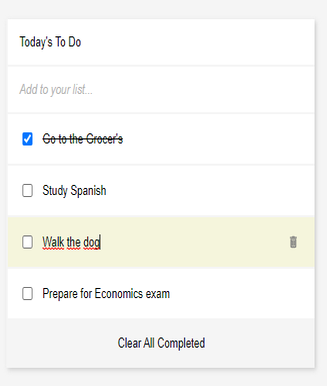 Today's To Do
Add to your list...
Go to the Grocer's
Study Spanish
Walk the dog
Prepare for Economics exam
Clear All Completed